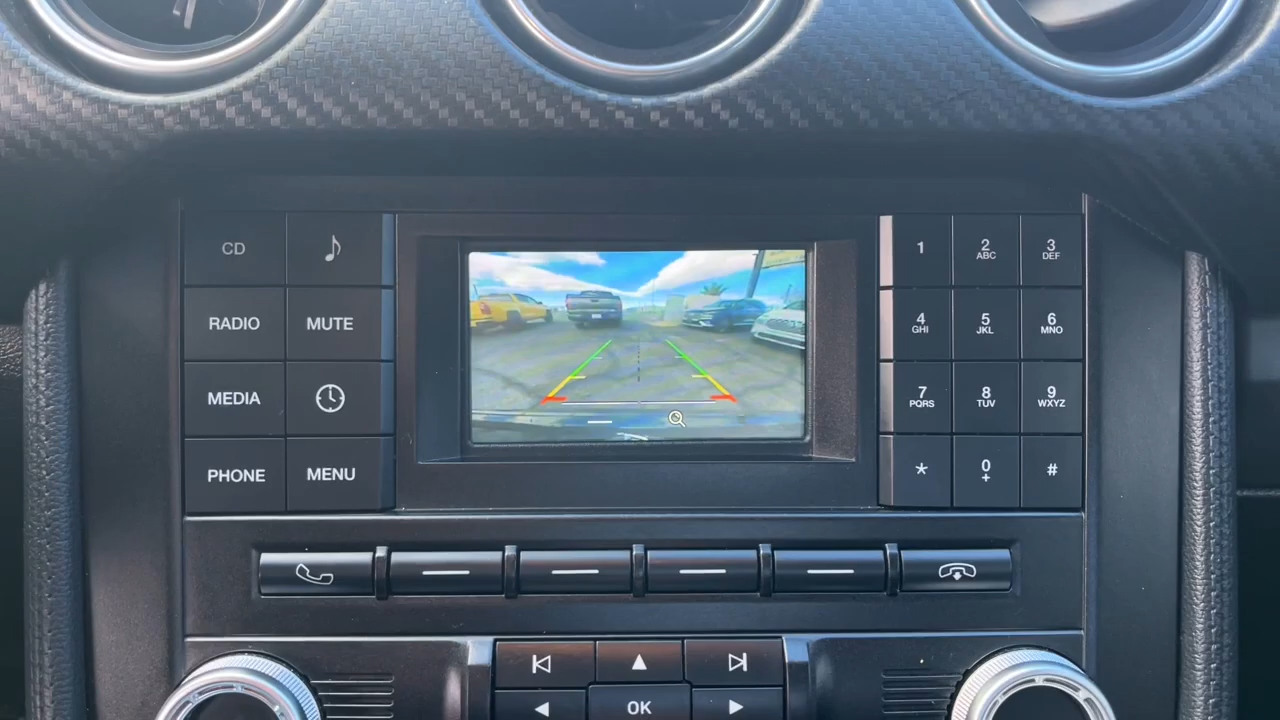 CD
1
2
ABC
3
DEF
RADIO
MUTE
4
GHI
5
JKL
6
MNO
MEDIA
7
PQRS
8
TUV
9
WXYZ
PHONE
MENU
*
0
+
#
OK